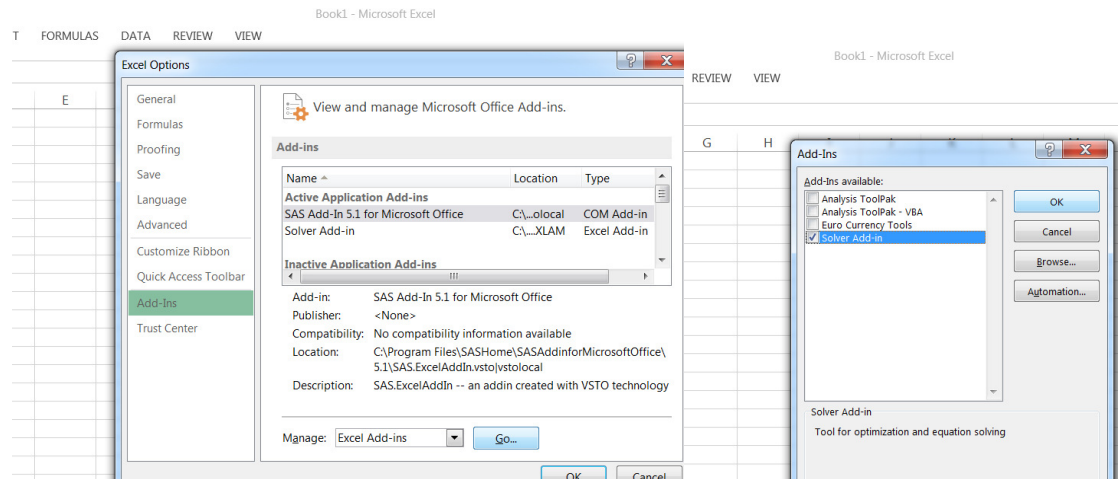 Book1 - Microsoft Excel
T FORMULAS DATA REVIEW VIEW
Excel Options
E
General
Formulas
Proofing
Save
Language
Advanced
Customize Ribbon
Quick Access Toolbar
Add-Ins
Trust Center
View and manage Microsoft Office Add-ins.
Add-ins
Name Location Type
Active Application Add-ins
SAS Add-In 5.1 for Microsoft Office C:\...olocal COM Add-in
Solver Add-in C:\....XLAM Excel Add-in
Inactive Application Add-ins
Add-in: SAS Add-In 5.1 for Microsoft Office
Publisher: <None>
Compatibility: No compatibility information available
Location: C:\Program Files\SASHome\SASAddinforMicrosoftOffice\
5.1\SAS.ExcelAddIn.vsto|vstolocal
Description: SAS.ExcelAddIn -- an addin created with VSTO technology
Manage: Excel Add-ins Go...
OK Cancel
Book1 - Microsoft Excel
REVIEW VIEW
G H
Add-Ins
Add-Ins available:
Analysis ToolPak
Analysis ToolPak - VBA
Euro Currency Tools
Solver Add-in
OK
Cancel
Browse...
Automation...
Solver Add-in
Tool for optimization and equation solving